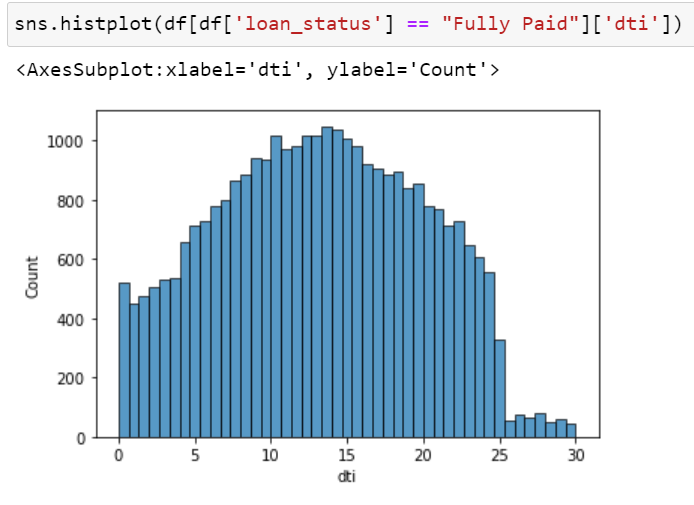 sns.histplot(df[df['loan_status'] == "Fully Paid"]['dti'])
<AxesSubplot:xlabel='dti', ylabel='Count'>
1000
800
600
400
200
0
Count
0 5 10 15 20 25 30
dti